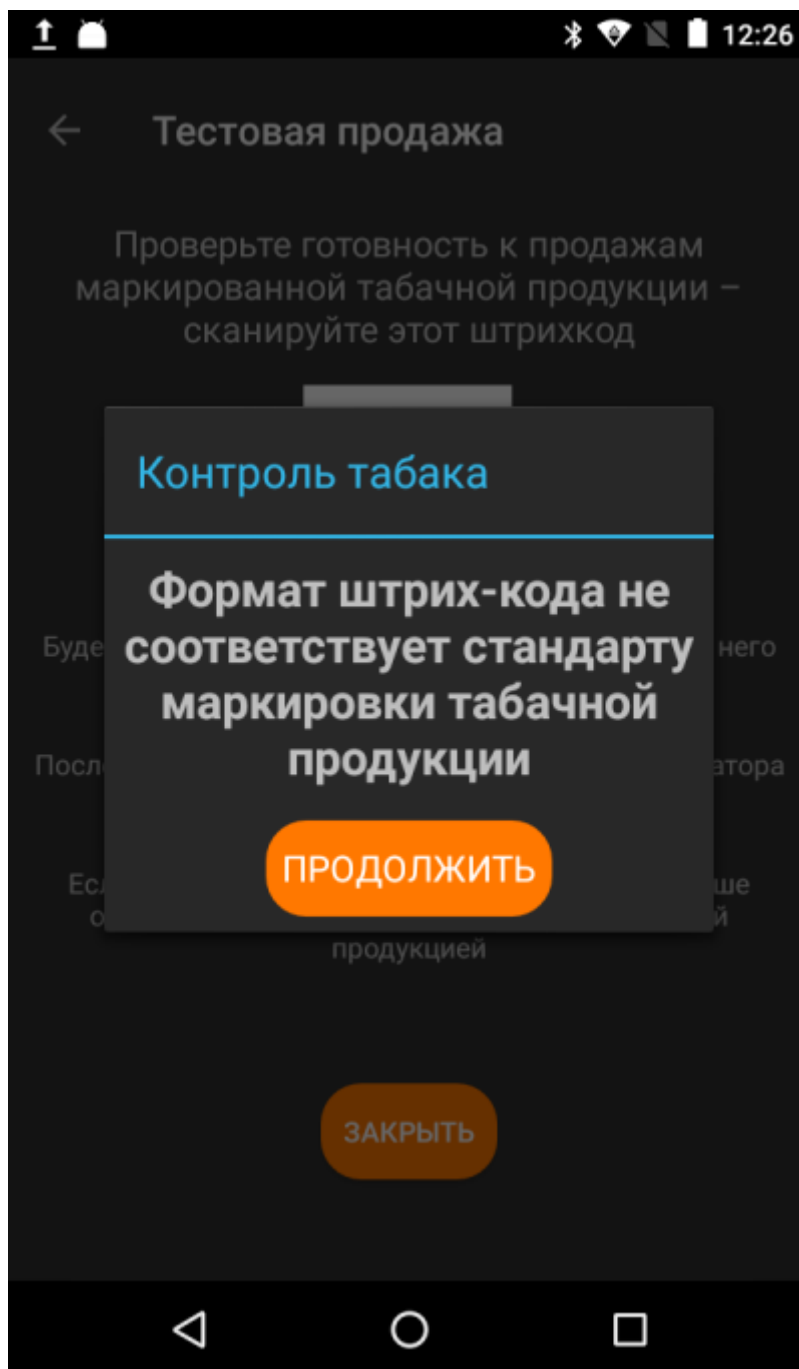 12:26
Тестовая продажа
Проверьте готовность к продажам
маркированной табачной продукции –
сканируйте этот штрихкод
Контроль табака
Формат штрих-кода не
соответствует стандарту
маркировки табачной
продукции
него
ПРОДОЛЖИТЬ
продукцией
ЗАКРЫТЬ